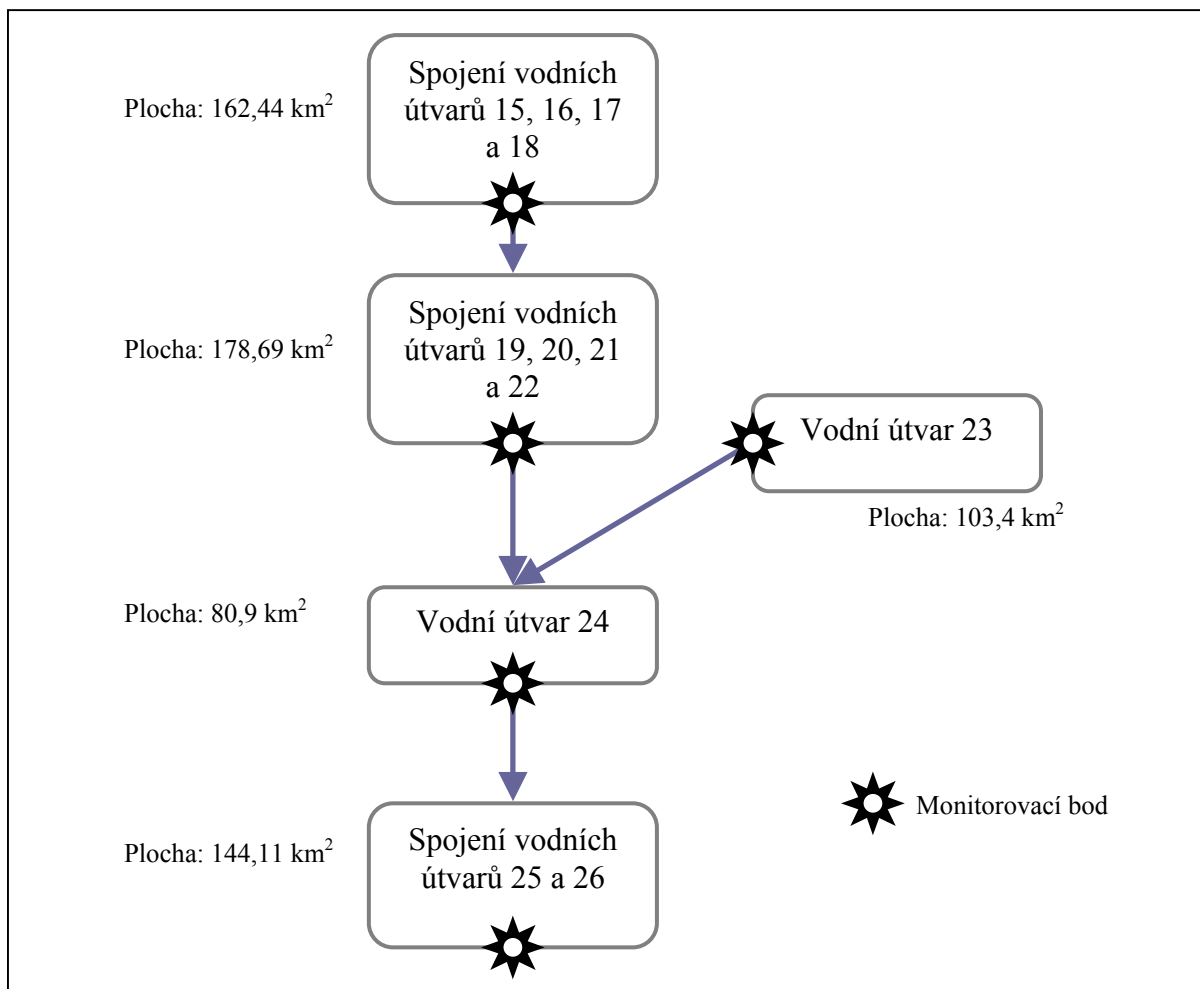 Plocha: 162,44 km²
Spojení vodních
útvarů 15, 16, 17
a 18
Plocha: 178,69 km²
Spojení vodních
útvarů 19, 20, 21
a 22
Vodní útvar 23
Plocha: 103,4 km²
Plocha: 80,9 km²
Vodní útvar 24
Plocha: 144,11 km²
Spojení vodních
útvarů 25 a 26
Monitorovací bod